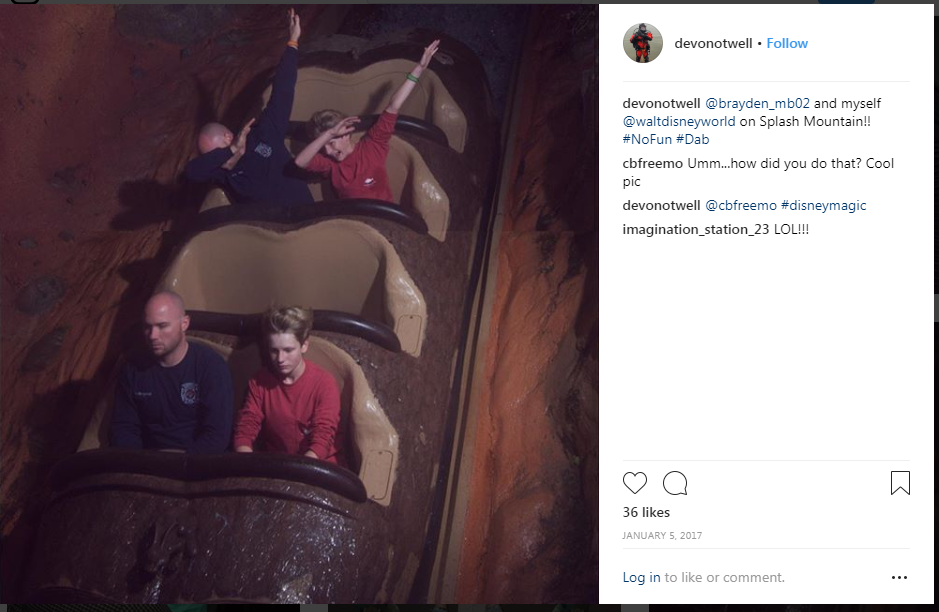 devonotwell • Follow
devonotwell @brayden_mb02 and myself
@waltdisneyworld on Splash Mountain!!
#NoFun #Dab
cbfreemo Umm...how did you do that? Cool
pic
devonotwell @cbfreemo #disneymagic
imagination_station_23 LOL!!!
36 likes
JANUARY 5, 2017
Log in to like or comment.